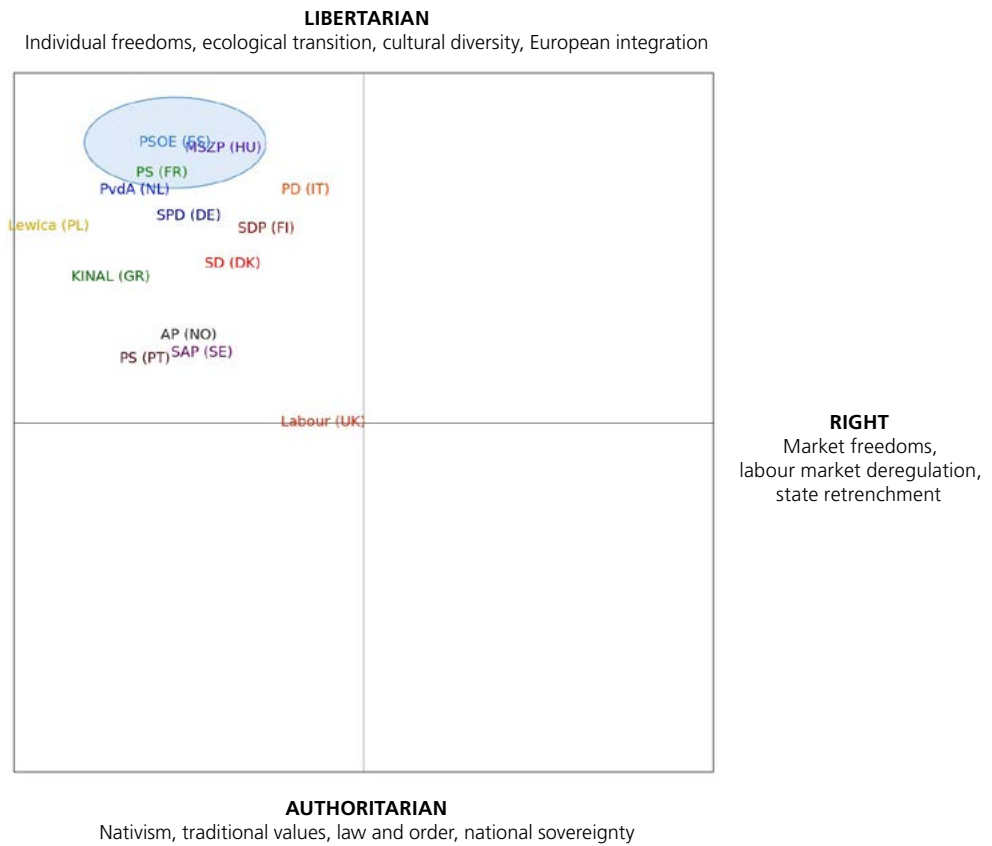 LIBERTARIAN
Individual freedoms, ecological transition, cultural diversity, European integration
PSOE (ES)
MSZP (HU)
PS (FR)
PvdA (NL)
PD (IT)
SPD (DE)
Lewica (PL)
SDP (FI)
SD (DK)
KINAL (GR)
AP (NO)
SAP (SE)
PS (PT)
Labour (UK)
RIGHT
Market freedoms,
labour market deregulation,
state retrenchment
AUTHORITARIAN
Nativism, traditional values, law and order, national sovereignty